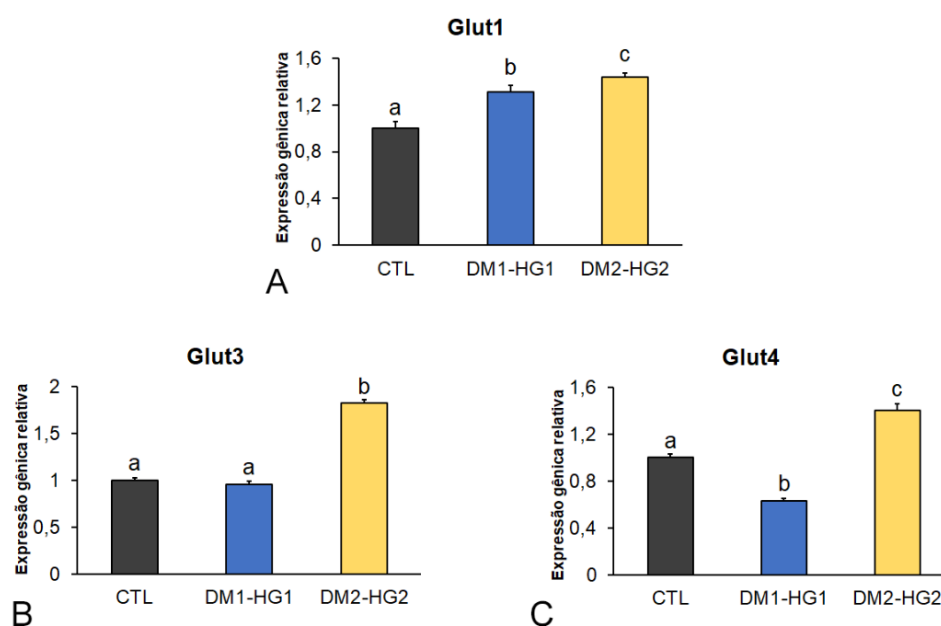 Glut1
Expressão gênica relativa
1,6
1,2
0,8
0,4
0
a
b
c
CTL
DM1-HG1
DM2-HG2
A
Glut3
Expressão gênica relativa
2
1,5
1
0,5
0
a
a
b
CTL
DM1-HG1
DM2-HG2
B
Glut4
Expressão gênica relativa
1,6
1,2
0,8
0,4
0
a
b
c
CTL
DM1-HG1
DM2-HG2
C